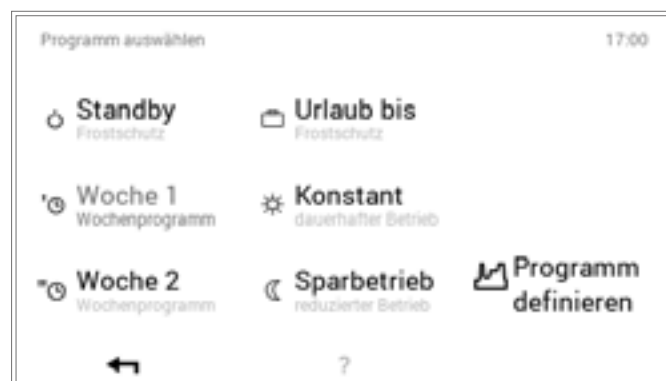 Programm auswählen 17:00
Standby
Frostschutz
Urlaub bis
Frostschutz
' Woche 1
Wochenprogramm
Konstant
dauerhafter Betrieb
" Woche 2
Wochenprogramm
Sparbetrieb
reduzierter Betrieb
Programm
definieren
?